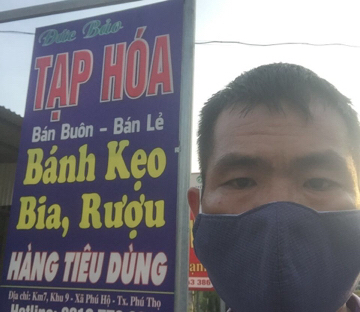 Đức Bảo
TẠP HÓA
Bán Buôn - Bán Lẻ
Bánh Kẹo
Bia, Rượu
HÀNG TIÊU DÙNG
Địa chỉ: Km7, Khu 9 - Xã Phú Hộ - Tx. Phú Thọ
Hotline: